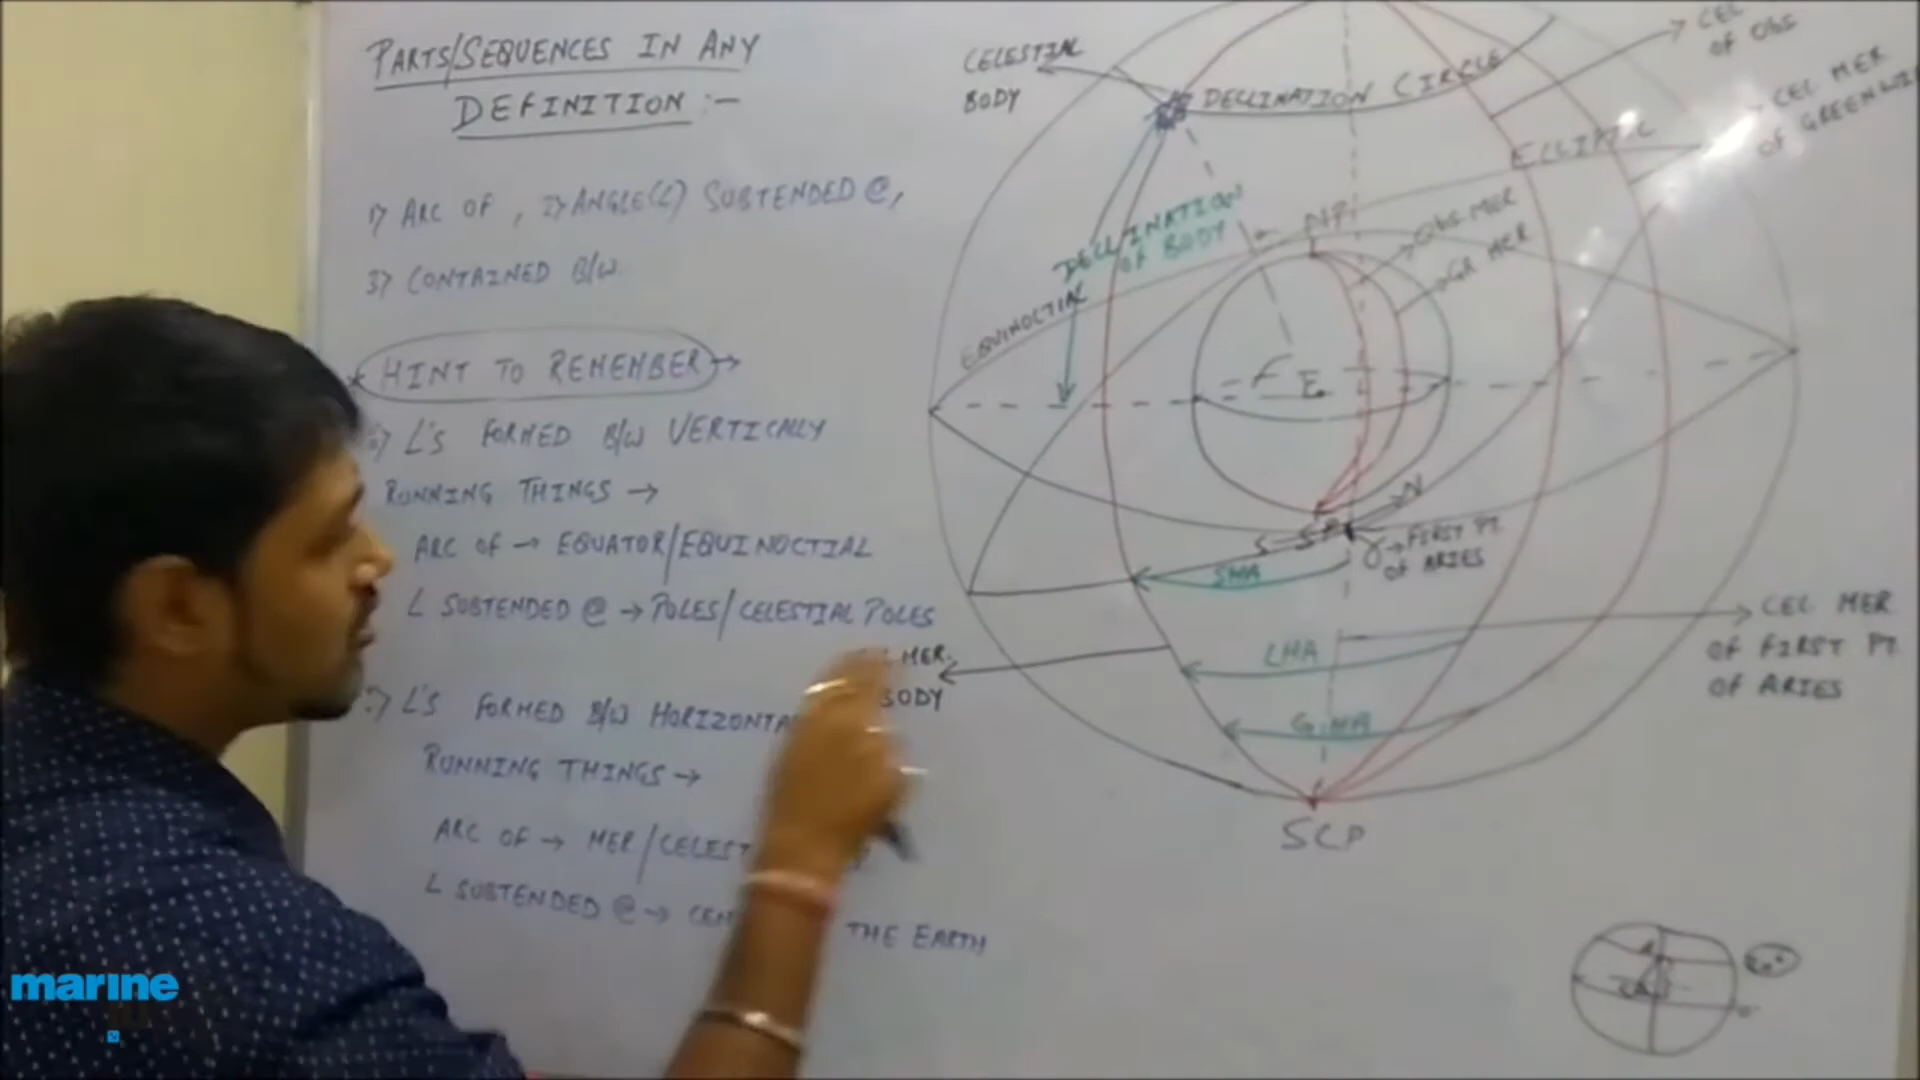 PARTS/SEQUENCES IN ANY
DEFINITION :-
1) ARC OF, 2) ANGLE(L) SUBTENDED @,
3) CONTAINED B/W
* HINT TO REMEMBER →
L'S FORMED B/W VERTICALLY
RUNNING THINGS →
ARC OF → EQUATOR/EQUINOCTIAL
L SUBTENDED @ → POLES/CELESTIAL POLES
L'S FORMED B/W HORIZONTA
RUNNING THINGS →
ARC OF → MER/CELEST
L SUBTENDED @ → CEN
THE EARTH
MER.
BODY
CELESTIAL
BODY
DECLINATION CIRCLE
CEL
OF OBS
CEL MER
OF GREENWI
ECLIPTIC
DECLINATION
OF BODY
EQUINOCTIAL
NP
OBS MER
GR MER
E
N
S
SP
FIRST PT.
OF ARIES
SHA
LHA
GHA
CEL MER
OF FIRST PT.
OF ARIES
SCP
marine